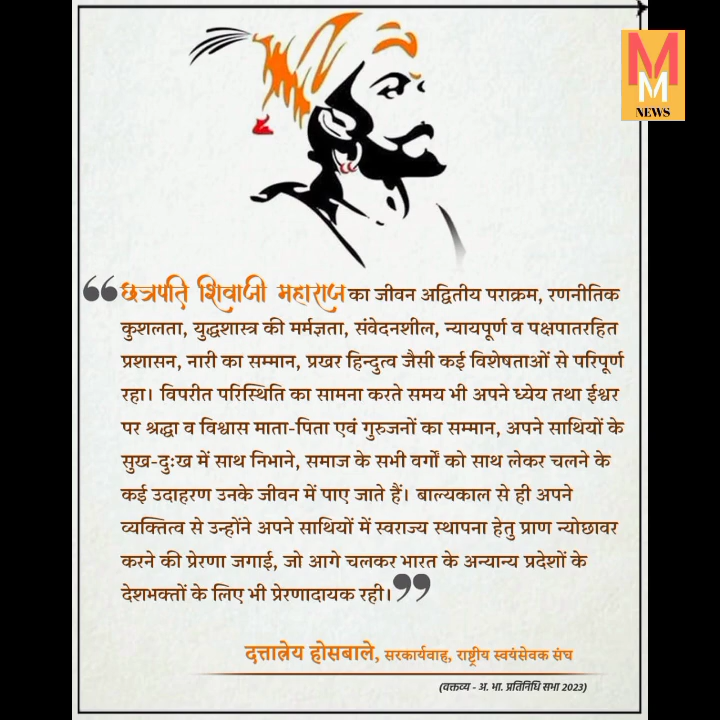 M
M
NEWS
❝छत्रपति शिवाजी महाराज का जीवन अद्वितीय पराक्रम, रणनीतिक
कुशलता, युद्धशास्त्र की मर्मज्ञता, संवेदनशील, न्यायपूर्ण व पक्षपातरहित
प्रशासन, नारी का सम्मान, प्रखर हिन्दुत्व जैसी कई विशेषताओं से परिपूर्ण
रहा। विपरीत परिस्थिति का सामना करते समय भी अपने ध्येय तथा ईश्वर
पर श्रद्धा व विश्वास माता-पिता एवं गुरुजनों का सम्मान, अपने साथियों के
सुख-दुःख में साथ निभाने, समाज के सभी वर्गों को साथ लेकर चलने के
कई उदाहरण उनके जीवन में पाए जाते हैं। बाल्यकाल से ही अपने
व्यक्तित्व से उन्होंने अपने साथियों में स्वराज्य स्थापना हेतु प्राण न्योछावर
करने की प्रेरणा जगाई, जो आगे चलकर भारत के अन्यान्य प्रदेशों के
देशभक्तों के लिए भी प्रेरणादायक रही।❞
दत्तात्रेय होसबाले, सरकार्यवाह, राष्ट्रीय स्वयंसेवक संघ
(वक्तव्य - अ. भा. प्रतिनिधि सभा 2023)